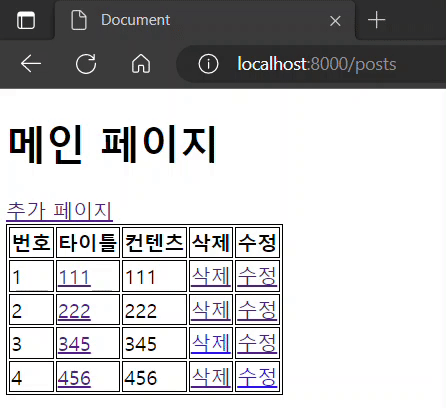 Document
localhost:8000/posts
메인 페이지
추가 페이지
번호 타이틀 컨텐츠 삭제 수정
1 111 111 삭제 수정
2 222 222 삭제 수정
3 345 345 삭제 수정
4 456 456 삭제 수정